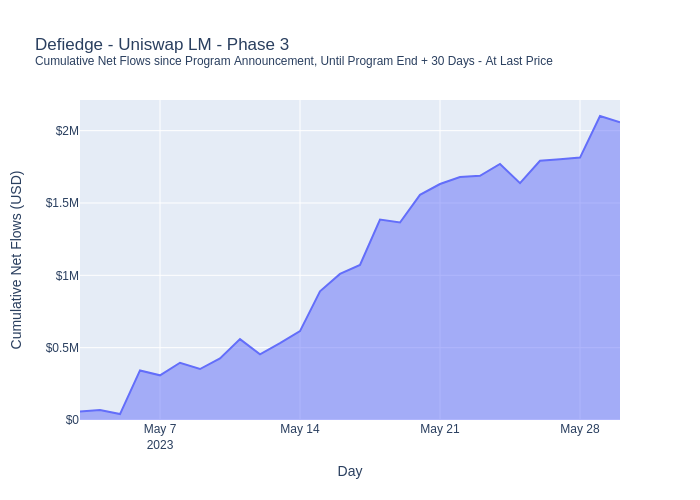 Defiedge - Uniswap LM - Phase 3
Cumulative Net Flows since Program Announcement, Until Program End + 30 Days - At Last Price
Cumulative Net Flows (USD)
$2M
$1.5M
$1M
$0.5M
$0
May 7
2023
May 14
May 21
May 28
Day